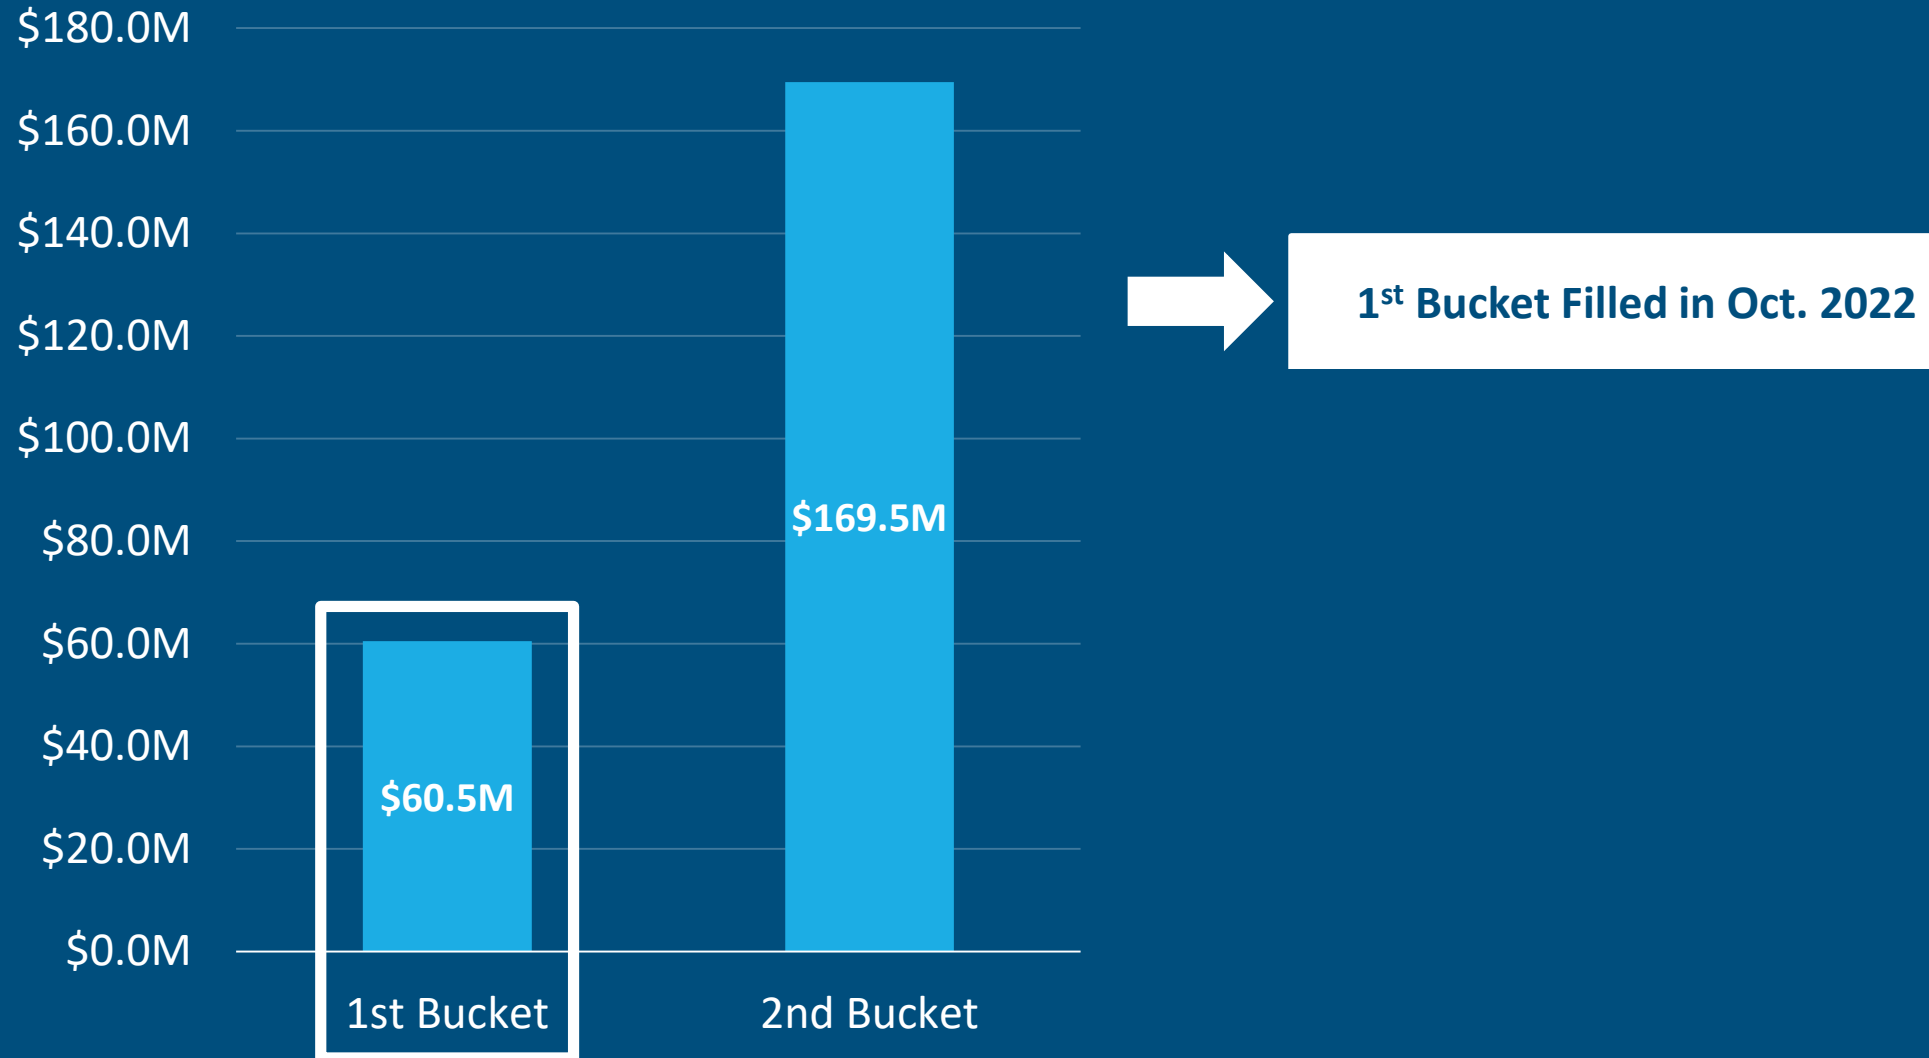 $180.0M
$160.0M
$140.0M
$120.0M
$100.0M
$80.0M
$60.0M
$40.0M
$20.0M
$0.0M
$60.5M
$169.5M
1st Bucket
2nd Bucket
1st Bucket Filled in Oct. 2022